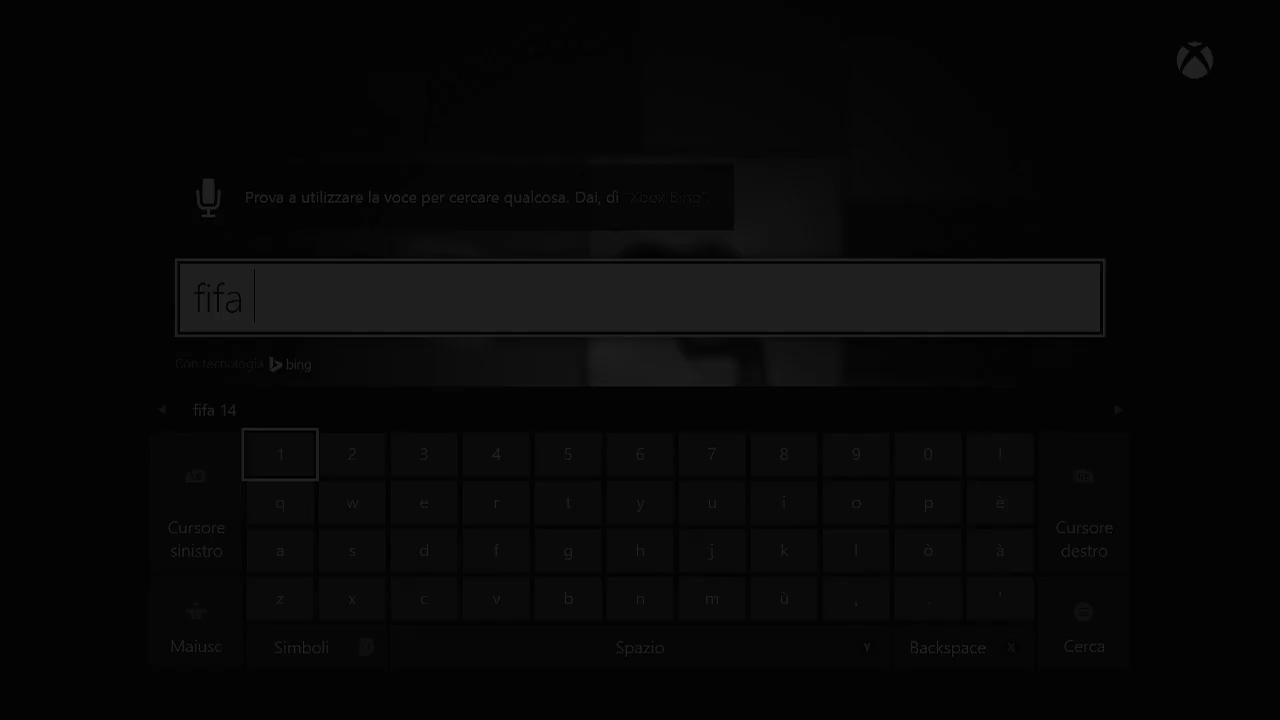 Prova a utilizzare la voce per cercare qualcosa. Dai, dì "Xbox Bing".
fifa
Con tecnologia bing
fifa 14
1 2 3 4 5 6 7 8 9 0 !
q w e r t y u i o p è
a s d f g h j k l ò à
z x c v b n m ù , . '
Cursore sinistro
Cursore destro
Maiusc Simboli Spazio Y Backspace X Cerca